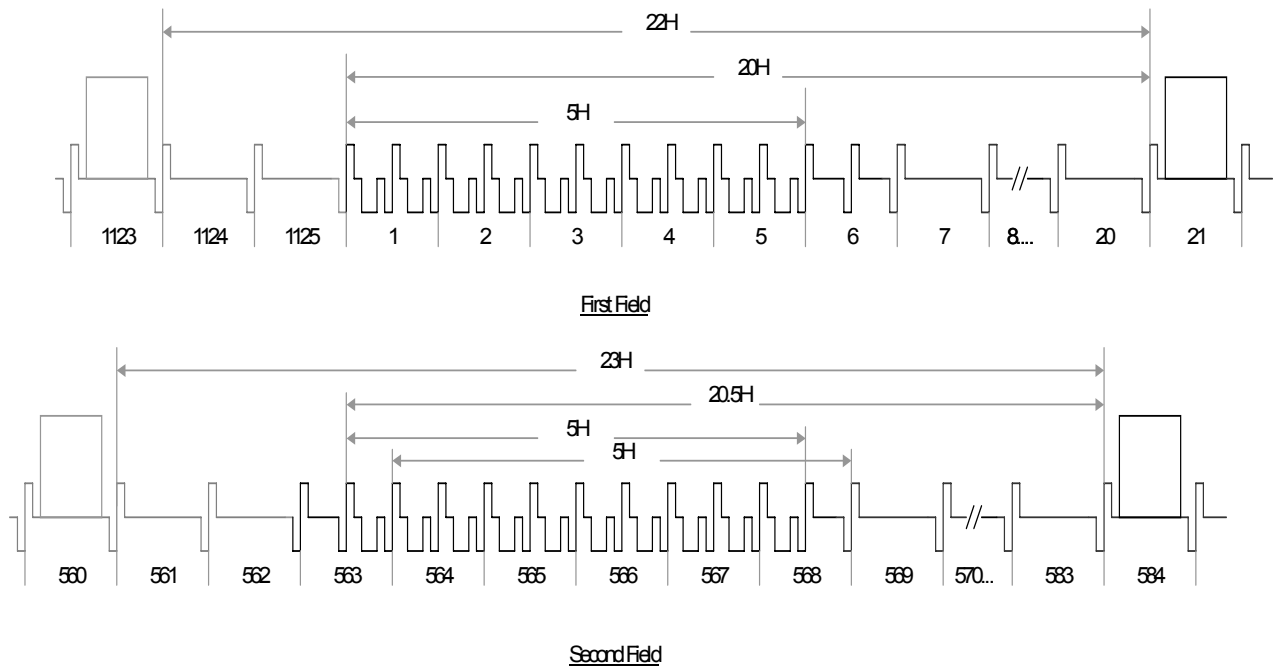 22H
20H
5H
1123 1124 1125 1 2 3 4 5 6 7 8.... 20 21
First Field
23H
20.5H
5H
5H
560 561 562 563 564 565 566 567 568 569 570... 583 584
Second Field